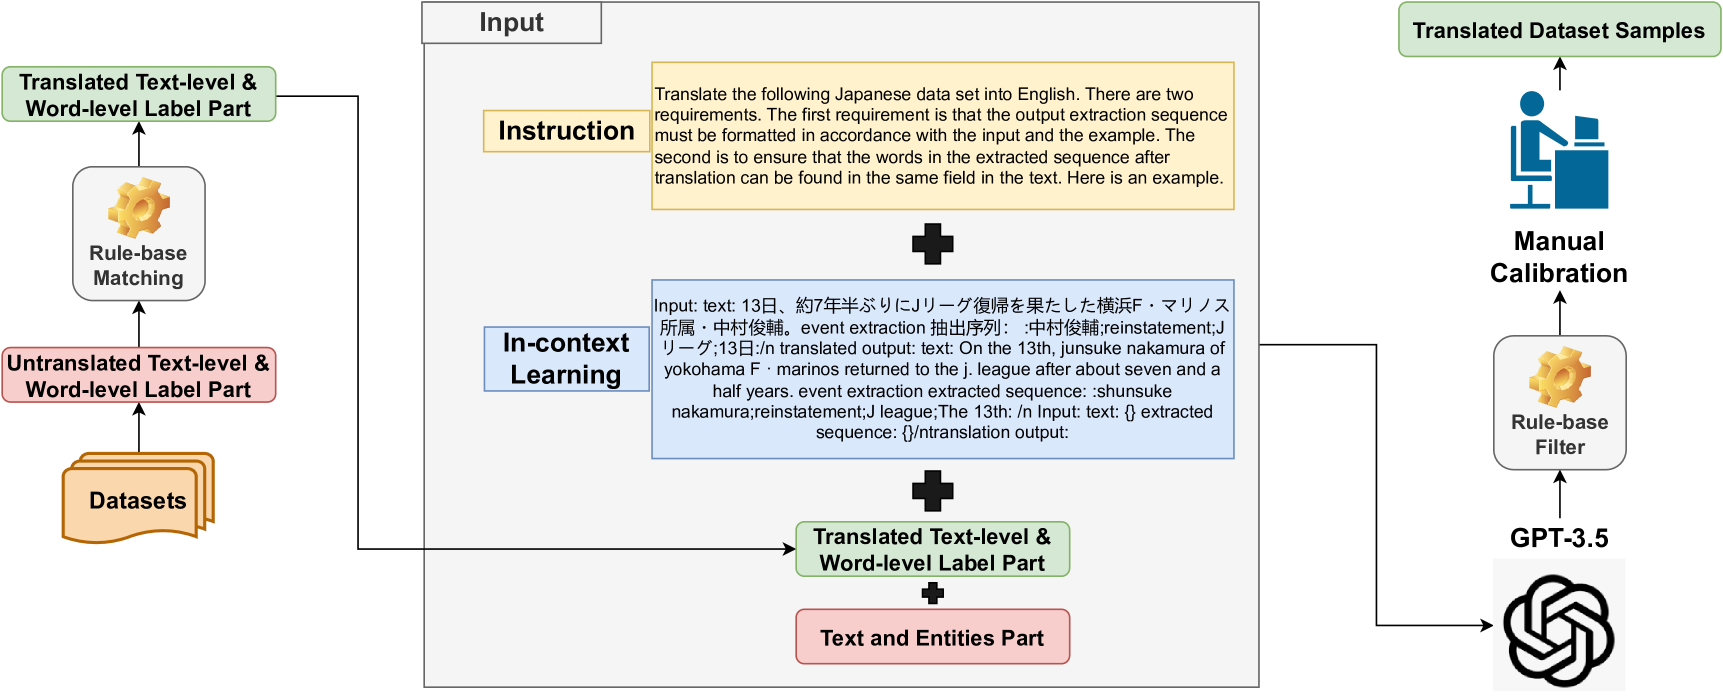 Input
Translated Text-level &
Word-level Label Part
Rule-base
Matching
Untranslated Text-level &
Word-level Label Part
Datasets
Instruction
Translate the following Japanese data set into English. There are two
requirements. The first requirement is that the output extraction sequence
must be formatted in accordance with the input and the example. The
second is to ensure that the words in the extracted sequence after
translation can be found in the same field in the text. Here is an example.
In-context
Learning
Input: text: 13日、約7年半ぶりにJリーグ復帰を果たした横浜F・マリノス
所属・中村俊輔。event extraction 抽出序列： :中村俊輔;reinstatement;J
リーグ;13日:/n translated output: text: On the 13th, junsuke nakamura of
yokohama F · marinos returned to the j. league after about seven and a
half years. event extraction extracted sequence: :shunsuke
nakamura;reinstatement;J league;The 13th: /n Input: text: {} extracted
sequence: {}/ntranslation output:
Translated Text-level &
Word-level Label Part
Text and Entities Part
Translated Dataset Samples
Manual
Calibration
Rule-base
Filter
GPT-3.5